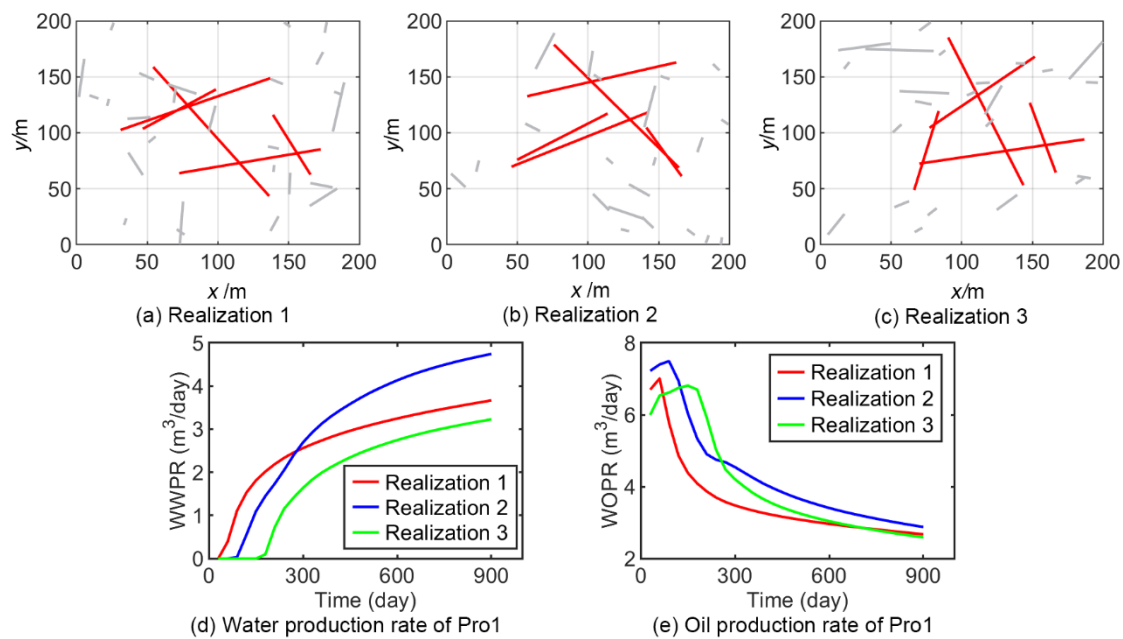 200
150
100
50
0
y/m
0 50 100 150 200
x /m
(a) Realization 1
200
150
100
50
0
y/m
0 50 100 150 200
x /m
(b) Realization 2
200
150
100
50
0
y/m
0 50 100 150 200
x/m
(c) Realization 3
5
4
3
2
1
0
WWPR (m³/day)
Realization 1
Realization 2
Realization 3
0 300 600 900
Time (day)
(d) Water production rate of Pro1
8
6
4
2
WOPR (m³/day)
Realization 1
Realization 2
Realization 3
0 300 600 900
Time (day)
(e) Oil production rate of Pro1